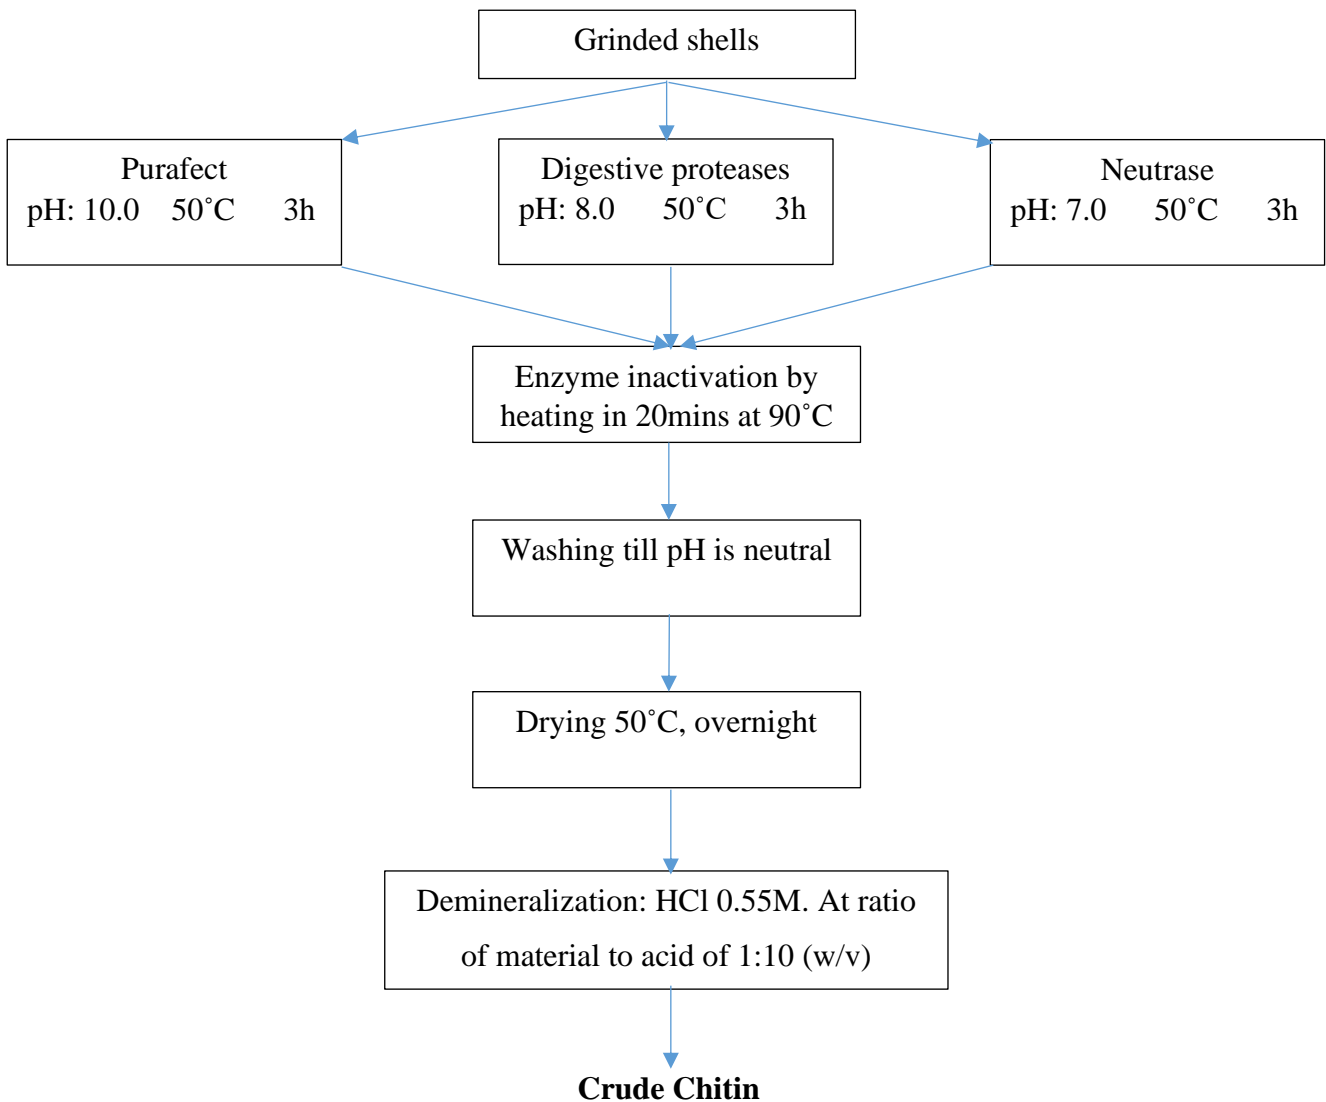 Grinded shells
Purafect
pH: 10.0 50˚C 3h
Digestive proteases
pH: 8.0 50˚C 3h
Neutrase
pH: 7.0 50˚C 3h
Enzyme inactivation by
heating in 20mins at 90˚C
Washing till pH is neutral
Drying 50˚C, overnight
Demineralization: HCl 0.55M. At ratio
of material to acid of 1:10 (w/v)
Crude Chitin